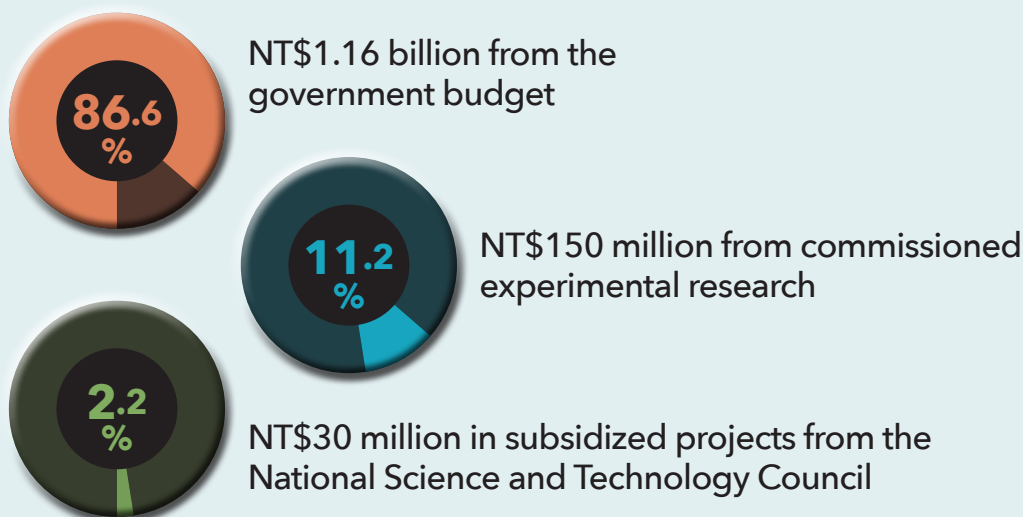 86.6
%
NT$1.16 billion from the
government budget
11.2
%
NT$150 million from commissioned
experimental research
2.2
%
NT$30 million in subsidized projects from the
National Science and Technology Council